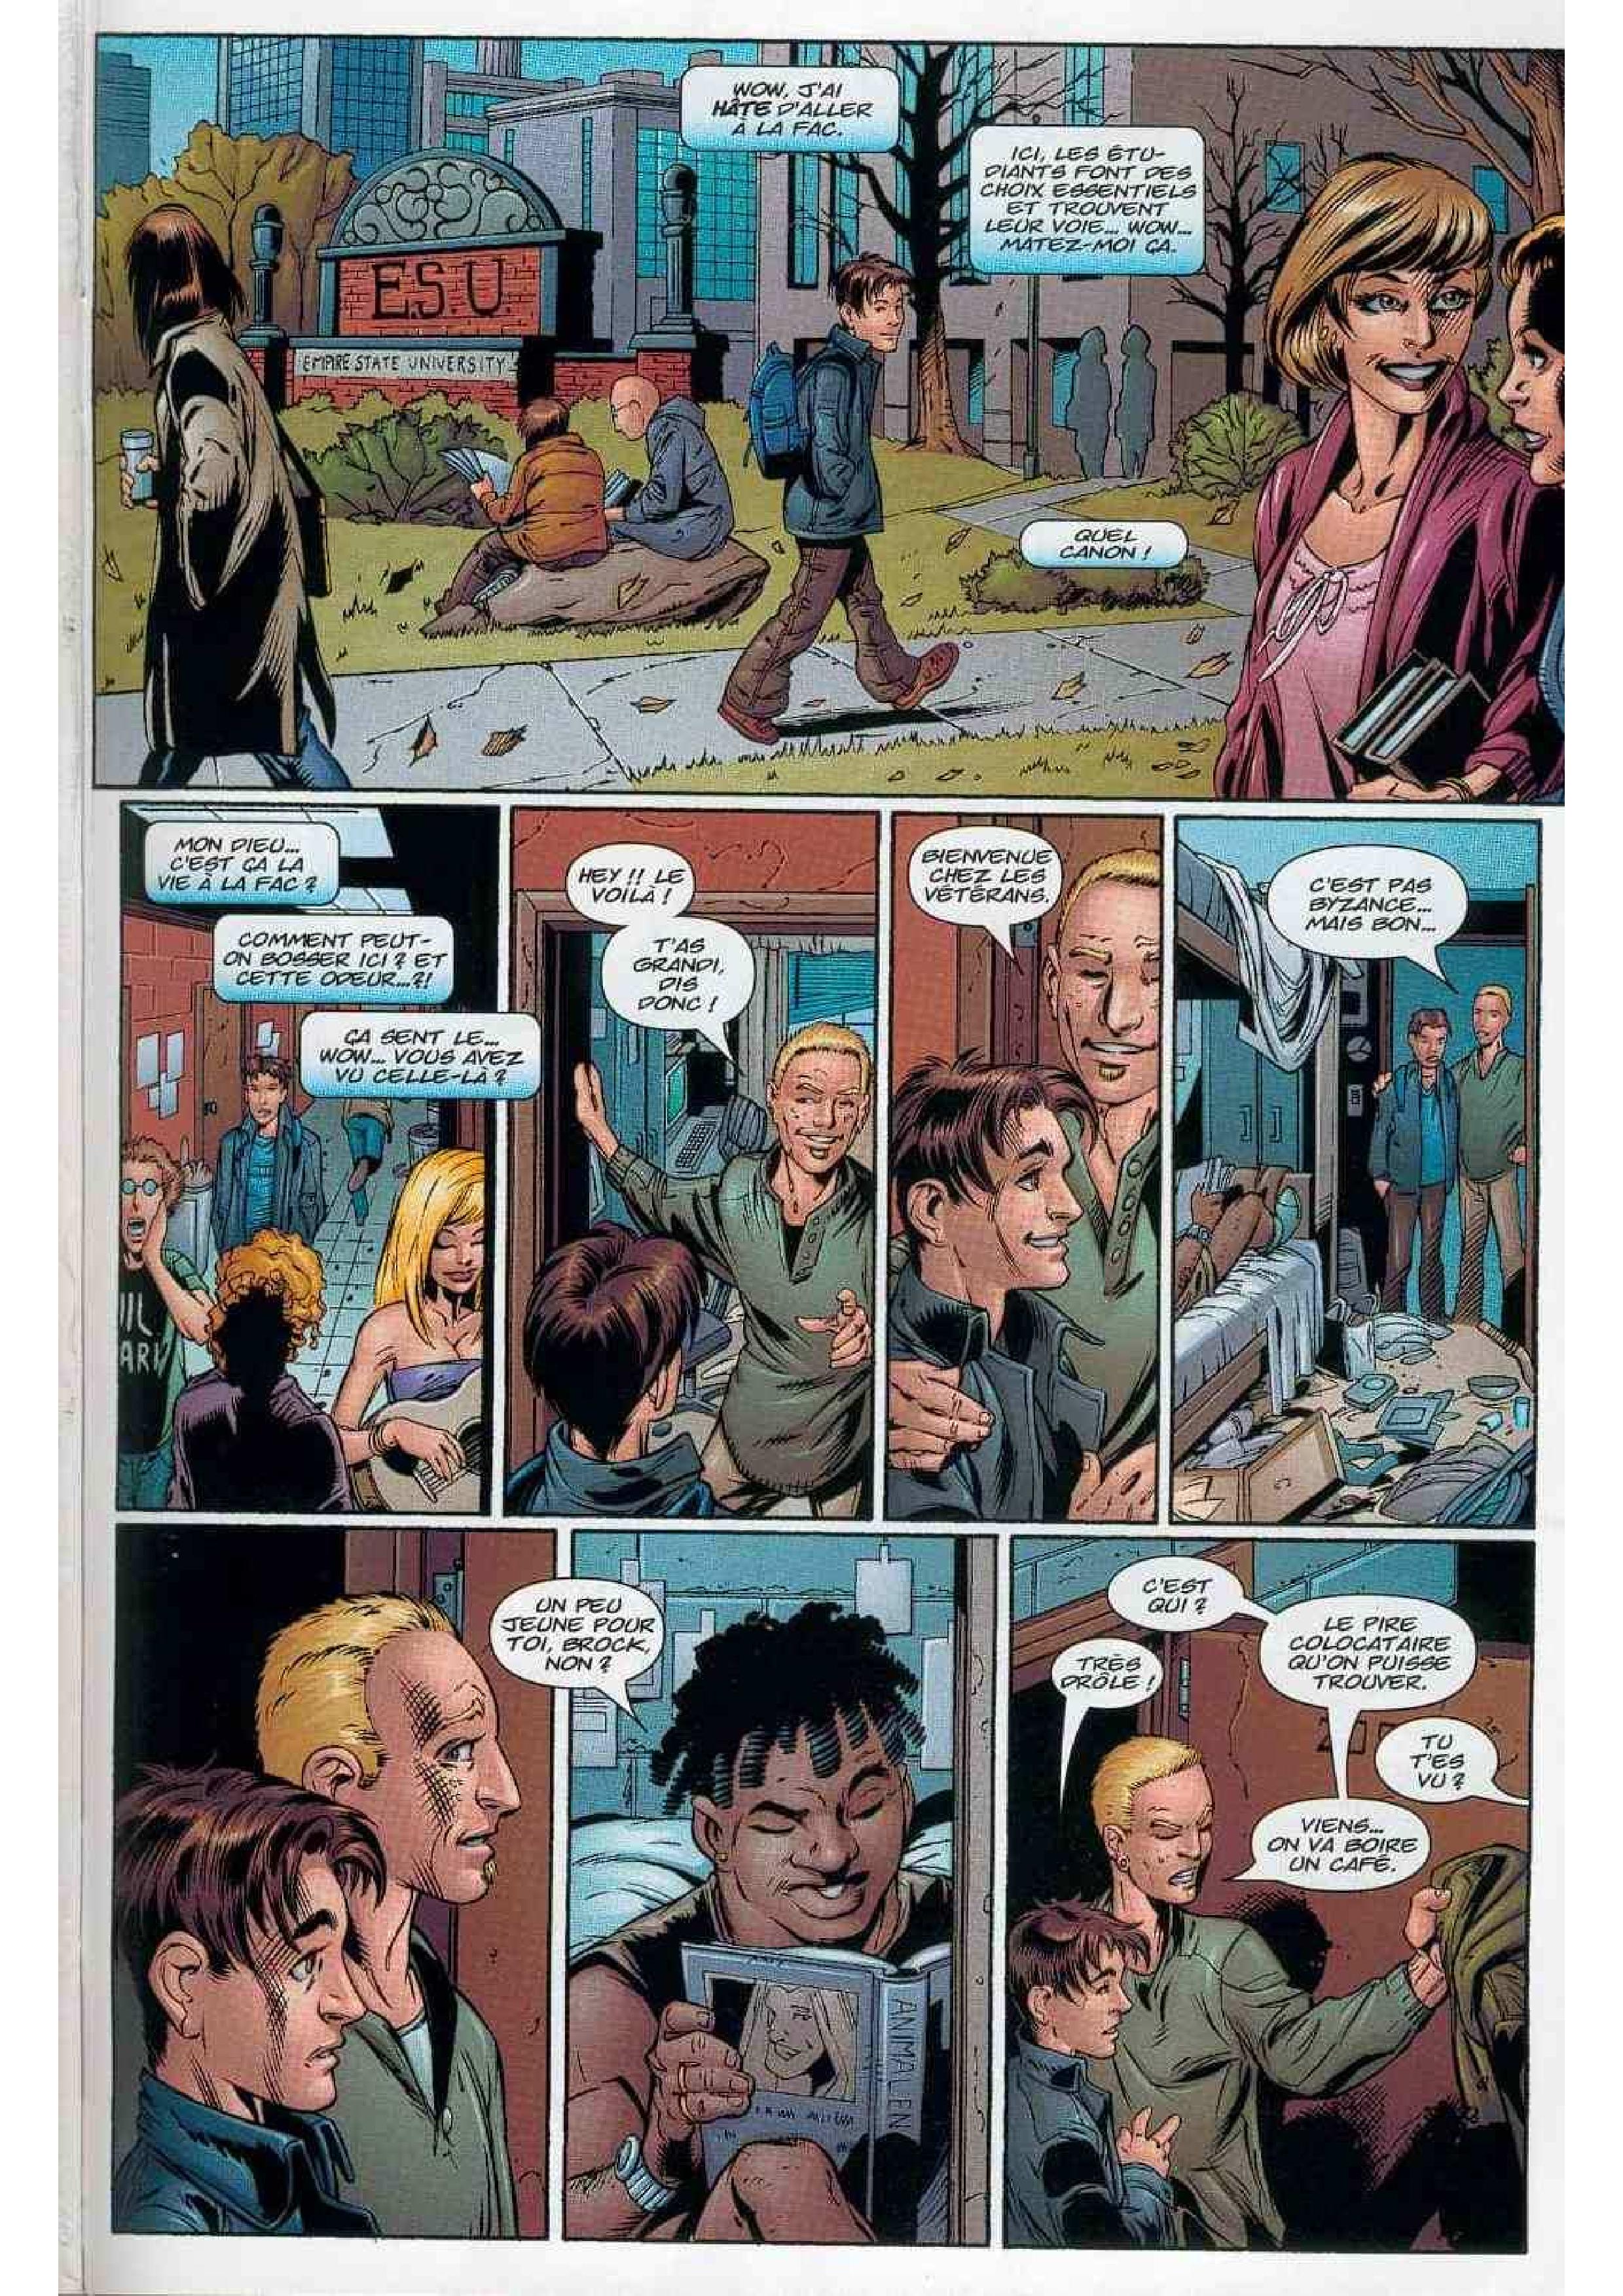 WOW, J'AI
HÂTE D'ALLER
À LA FAC.
ICI, LES ÉTU-
DIANTS FONT DES
CHOIX ESSENTIELS
ET TROUVENT
LEUR VOIE... WOW...
MATEZ-MOI ÇA.
E.S.U.
EMPIRE STATE UNIVERSITY
QUEL
CANON !
MON DIEU...
C'EST ÇA LA
VIE À LA FAC ?
COMMENT PEUT-
ON BOSSER ICI ? ET
CETTE ODEUR...?!
ÇA SENT LE...
WOW... VOUS AVEZ
VU CELLE-LÀ ?
HEY !! LE
VOILÀ !
T'AS
GRANDI,
DIS
DONC !
BIENVENUE
CHEZ LES
VÉTÉRANS.
C'EST PAS
BYZANCE...
MAIS BON...
UN PEU
JEUNE POUR
TOI, BROCK,
NON ?
ANIMAL EN
C'EST
QUI ?
TRÈS
DRÔLE !
LE PIRE
COLOCATAIRE
QU'ON PUISSE
TROUVER.
TU
T'ES
VU ?
VIENS...
ON VA BOIRE
UN CAFÉ.